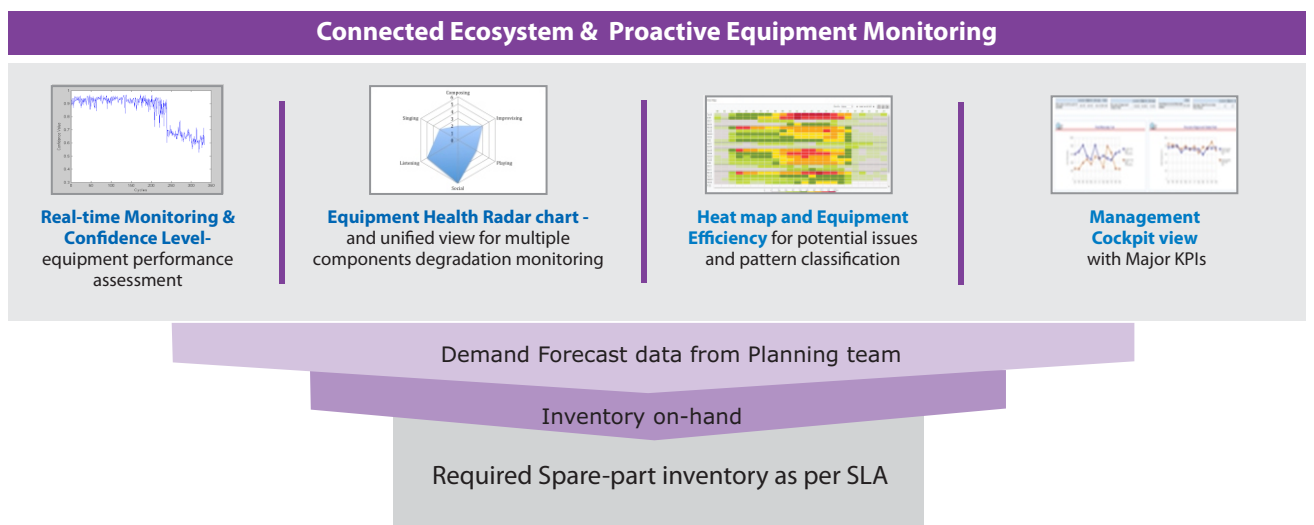 Connected Ecosystem & Proactive Equipment Monitoring
Real-time Monitoring &
Confidence Level-
equipment performance
assessment
Composing
Improvising
Playing
Social
Listening
Singing
Equipment Health Radar chart -
and unified view for multiple
components degradation monitoring
Heat map and Equipment
Efficiency for potential issues
and pattern classification
Management
Cockpit view
with Major KPIs
Demand Forecast data from Planning team
Inventory on-hand
Required Spare-part inventory as per SLA